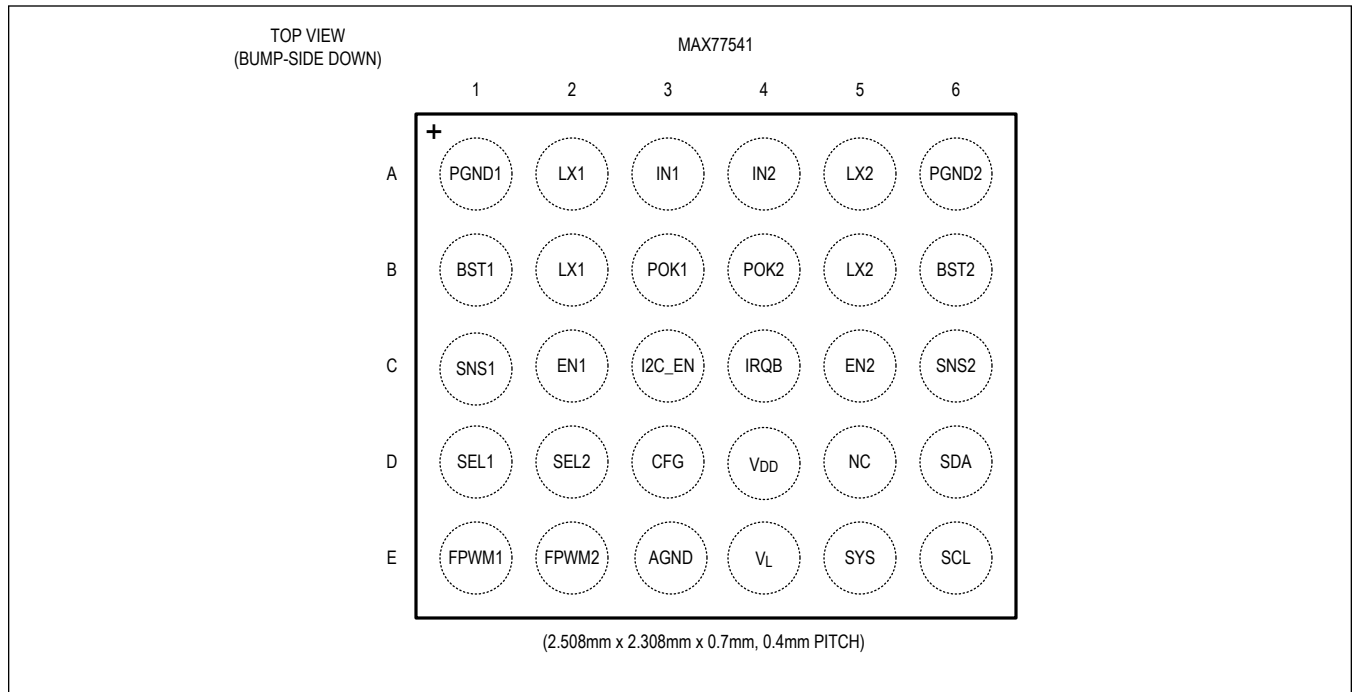 TOP VIEW
(BUMP-SIDE DOWN)
MAX77541
1 2 3 4 5 6
+
A PGND1 LX1 IN1 IN2 LX2 PGND2
B BST1 LX1 POK1 POK2 LX2 BST2
C SNS1 EN1 I2C_EN IRQB EN2 SNS2
D SEL1 SEL2 CFG VDD NC SDA
E FPWM1 FPWM2 AGND VL SYS SCL
(2.508mm x 2.308mm x 0.7mm, 0.4mm PITCH)